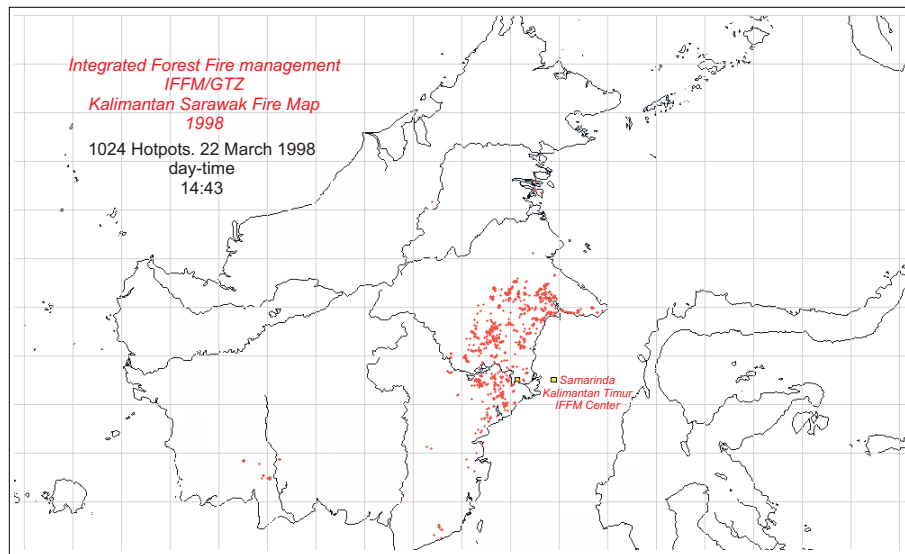 Integrated Forest Fire management
IFFM/GTZ
Kalimantan Sarawak Fire Map
1998
1024 Hotpots. 22 March 1998
day-time
14:43
Samarinda
Kalimantan Timur
IFFM Center